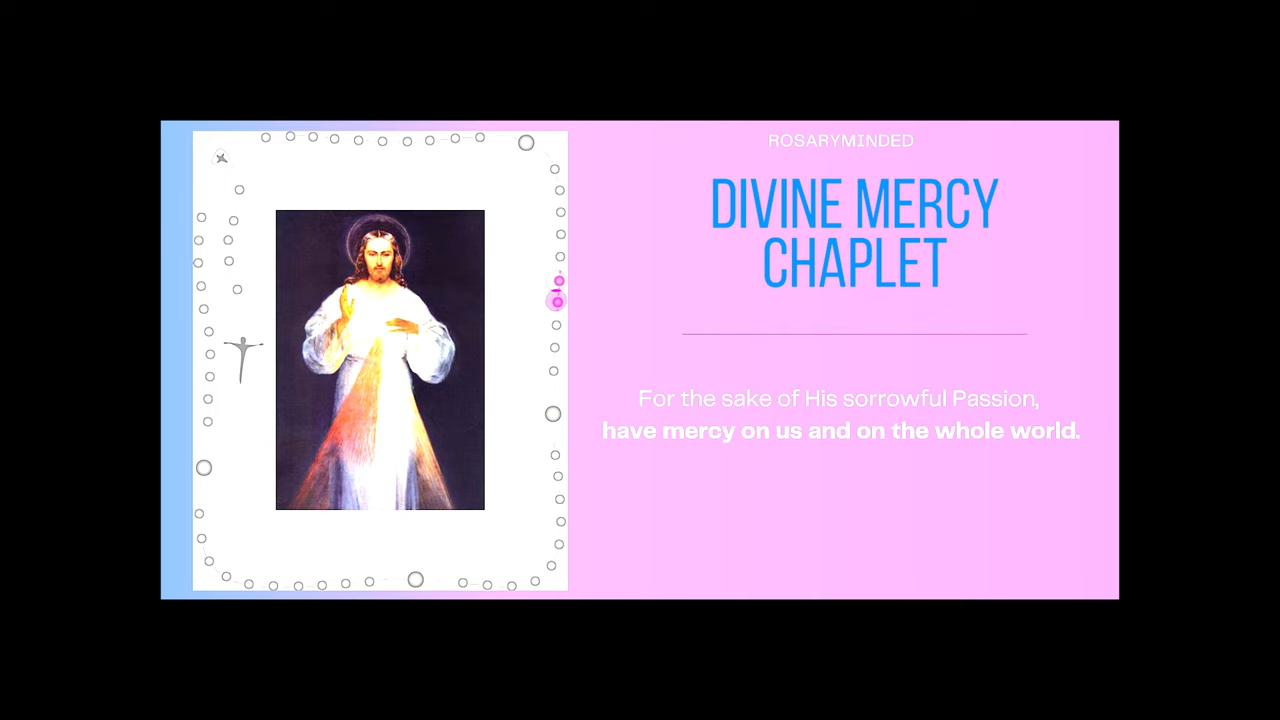 ROSARYMINDED
DIVINE MERCY
CHAPLET
For the sake of His sorrowful Passion,
have mercy on us and on the whole world.